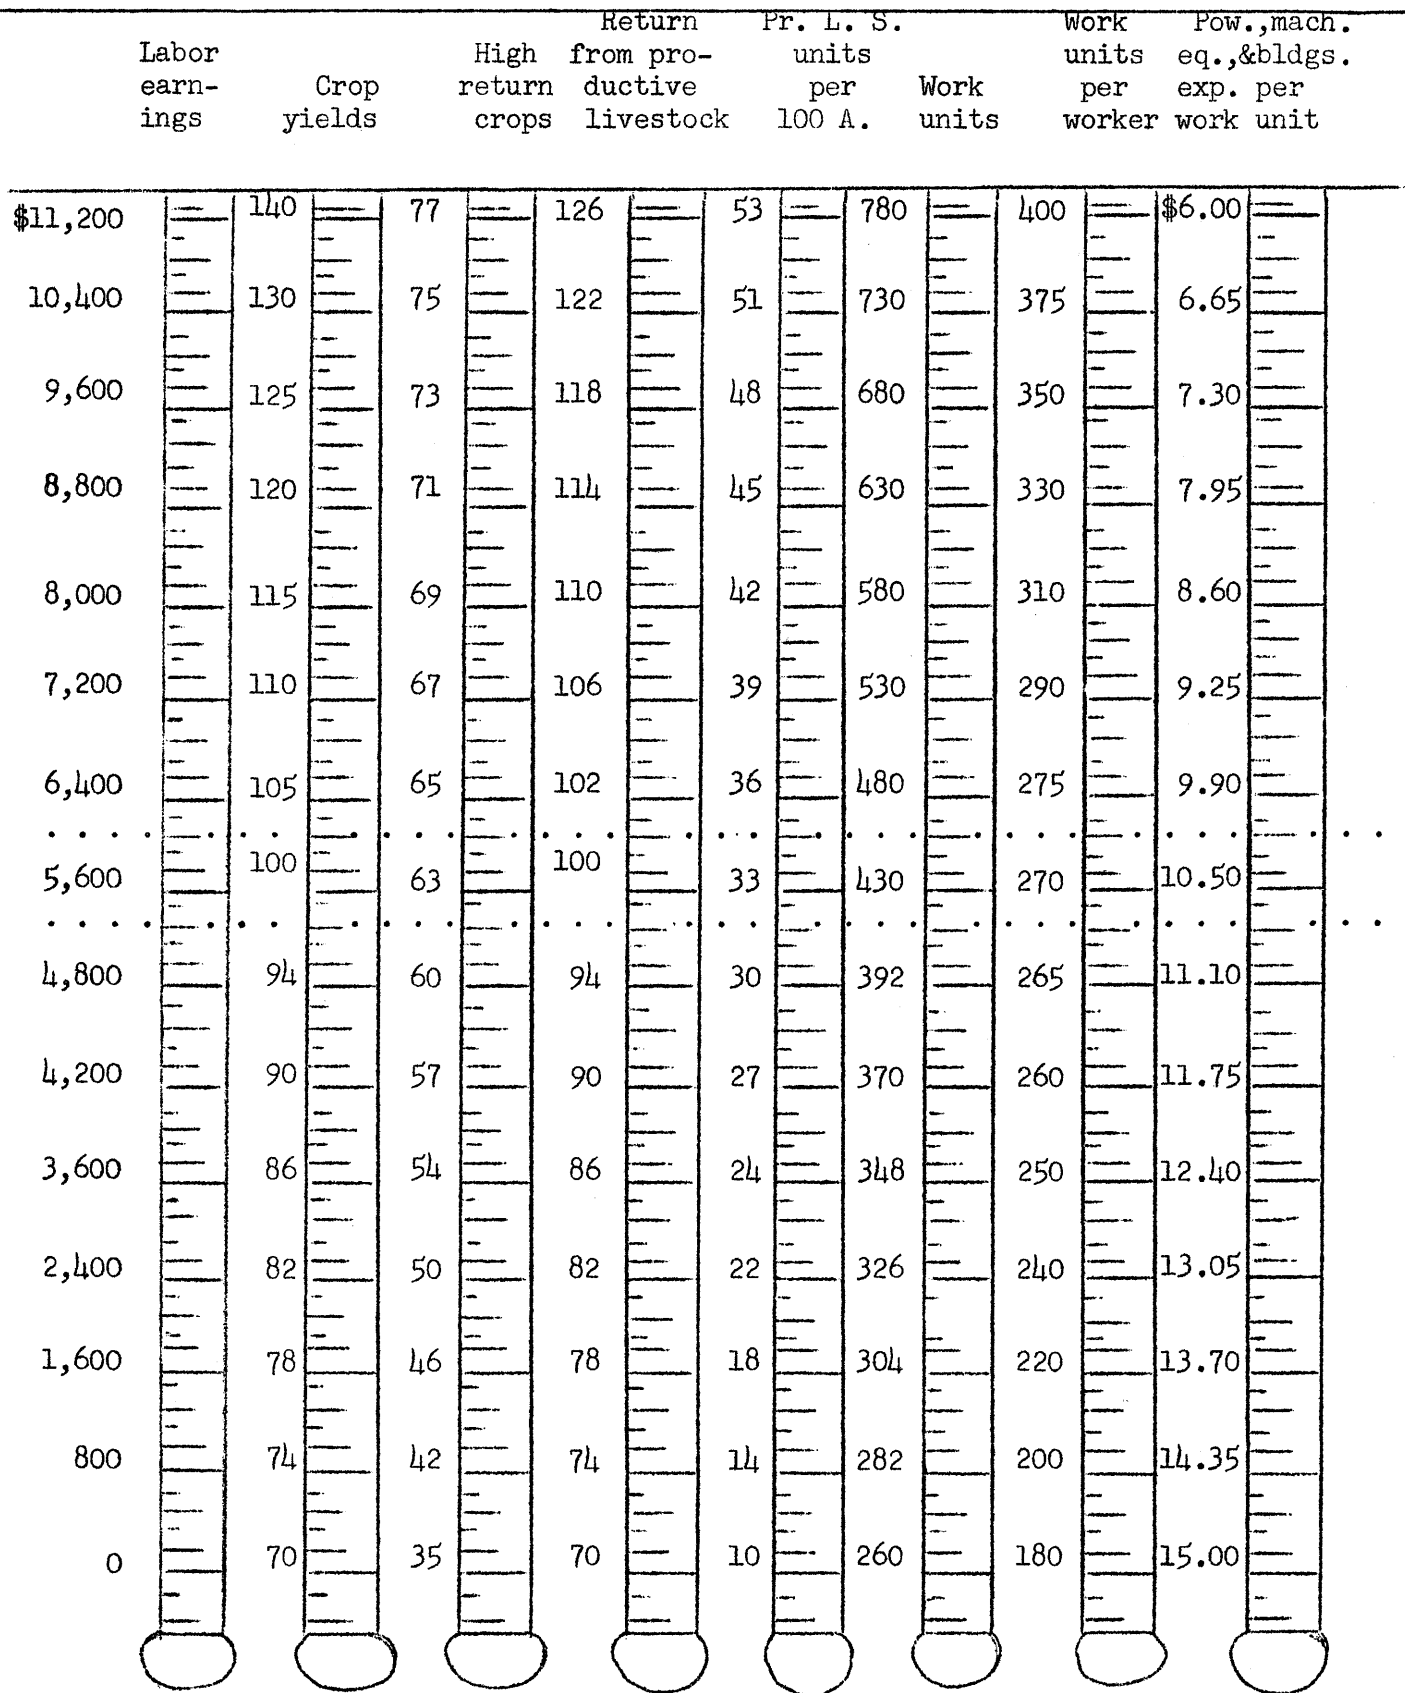 Return Pr. L. S. Work Pow.,mach.
Labor High from pro- units units eq.,&bldgs.
earn- Crop return ductive per Work per exp. per
ings yields crops livestock 100 A. units worker work unit
$11,200 140 77 126 53 780 400 $6.00
10,400 130 75 122 51 730 375 6.65
9,600 125 73 118 48 680 350 7.30
8,800 120 71 114 45 630 330 7.95
8,000 115 69 110 42 580 310 8.60
7,200 110 67 106 39 530 290 9.25
6,400 105 65 102 36 480 275 9.90
5,600 100 63 100 33 430 270 10.50
4,800 94 60 94 30 392 265 11.10
4,200 90 57 90 27 370 260 11.75
3,600 86 54 86 24 348 250 12.40
2,400 82 50 82 22 326 240 13.05
1,600 78 46 78 18 304 220 13.70
800 74 42 74 14 282 200 14.35
0 70 35 70 10 260 180 15.00